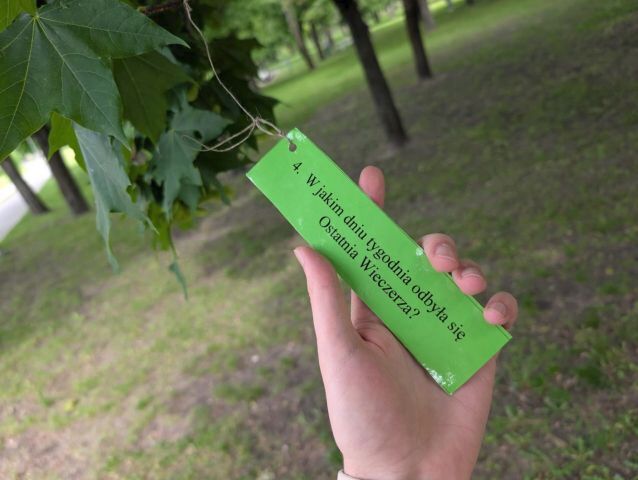 4. W jakim dniu tygodnia odbyła się
Ostatnia Wieczerza?